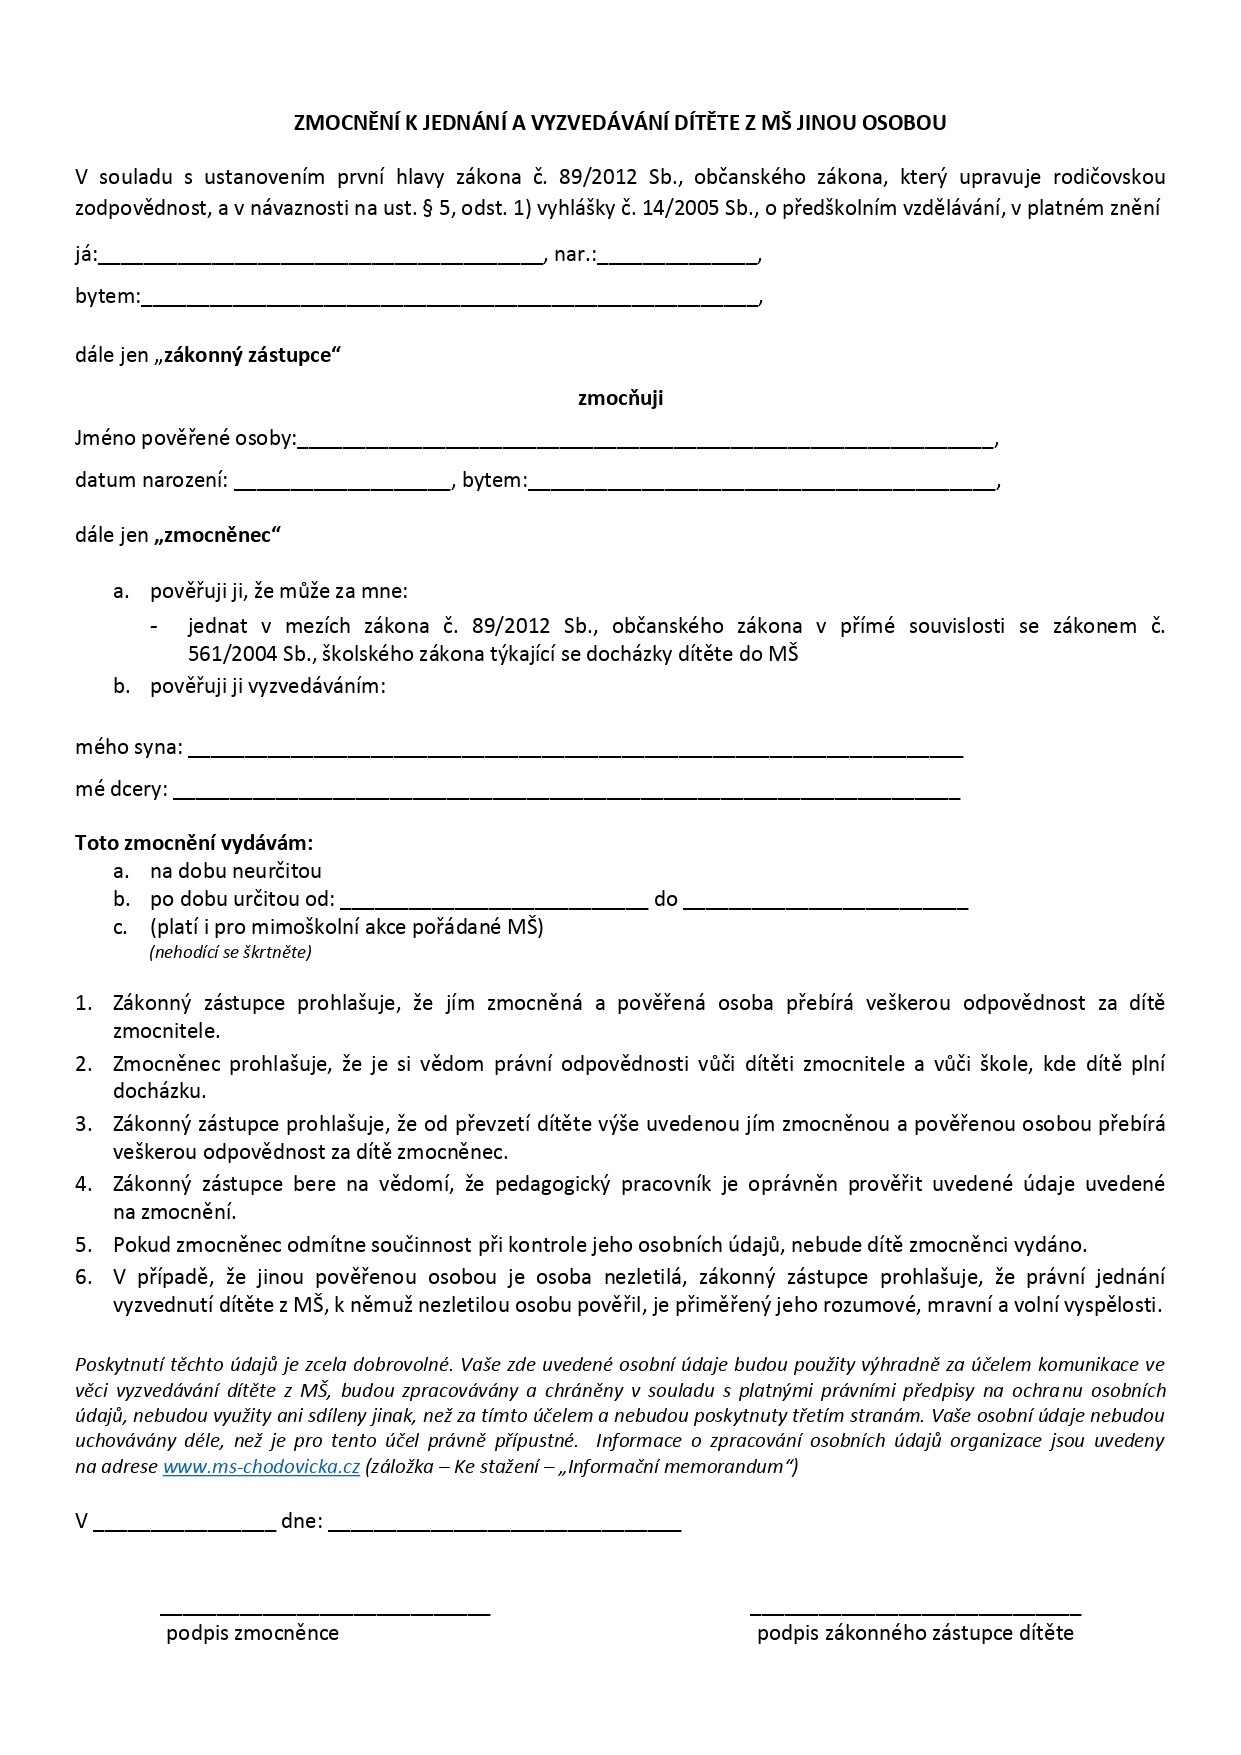 ZMOCNĚNÍ K JEDNÁNÍ A VYZVEDÁVÁNÍ DÍTĚTE Z MŠ JINOU OSOBOU
V souladu s ustanovením první hlavy zákona č. 89/2012 Sb., občanského zákona, který upravuje rodičovskou
zodpovědnost, a v návaznosti na ust. § 5, odst. 1) vyhlášky č. 14/2005 Sb., o předškolním vzdělávání, v platném znění
já:_______________________________________, nar.:______________,
bytem:______________________________________________________,
dále jen „zákonný zástupce“
zmocňuji
Jméno pověřené osoby:_____________________________________________________________,
datum narození: ___________________, bytem:_________________________________________,
dále jen „zmocněnec“
a. pověřuji ji, že může za mne:
- jednat v mezích zákona č. 89/2012 Sb., občanského zákona v přímé souvislosti se zákonem č.
561/2004 Sb., školského zákona týkající se docházky dítěte do MŠ
b. pověřuji ji vyzvedáváním:
mého syna: ____________________________________________________________________
mé dcery: _____________________________________________________________________
Toto zmocnění vydávám:
a. na dobu neurčitou
b. po dobu určitou od: ___________________________ do _________________________
c. (platí i pro mimoškolní akce pořádané MŠ)
(nehodící se škrtněte)
1. Zákonný zástupce prohlašuje, že jím zmocněná a pověřená osoba přebírá veškerou odpovědnost za dítě
zmocnitele.
2. Zmocněnec prohlašuje, že je si vědom právní odpovědnosti vůči dítěti zmocnitele a vůči škole, kde dítě plní
docházku.
3. Zákonný zástupce prohlašuje, že od převzetí dítěte výše uvedenou jím zmocněnou a pověřenou osobou přebírá
veškerou odpovědnost za dítě zmocněnec.
4. Zákonný zástupce bere na vědomí, že pedagogický pracovník je oprávněn prověřit uvedené údaje uvedené
na zmocnění.
5. Pokud zmocněnec odmítne součinnost při kontrole jeho osobních údajů, nebude dítě zmocněnci vydáno.
6. V případě, že jinou pověřenou osobou je osoba nezletilá, zákonný zástupce prohlašuje, že právní jednání
vyzvednutí dítěte z MŠ, k němuž nezletilou osobu pověřil, je přiměřený jeho rozumové, mravní a volní vyspělosti.
Poskytnutí těchto údajů je zcela dobrovolné. Vaše zde uvedené osobní údaje budou použity výhradně za účelem komunikace ve
věci vyzvedávání dítěte z MŠ, budou zpracovávány a chráněny v souladu s platnými právními předpisy na ochranu osobních
údajů, nebudou využity ani sdíleny jinak, než za tímto účelem a nebudou poskytnuty třetím stranám. Vaše osobní údaje nebudou
uchovávány déle, než je pro tento účel právně přípustné. Informace o zpracování osobních údajů organizace jsou uvedeny
na adrese www.ms-chodovicka.cz (záložka – Ke stažení – „Informační memorandum“)
V ________________ dne: _______________________________
_____________________________ _____________________________
podpis zmocněnce podpis zákonného zástupce dítěte